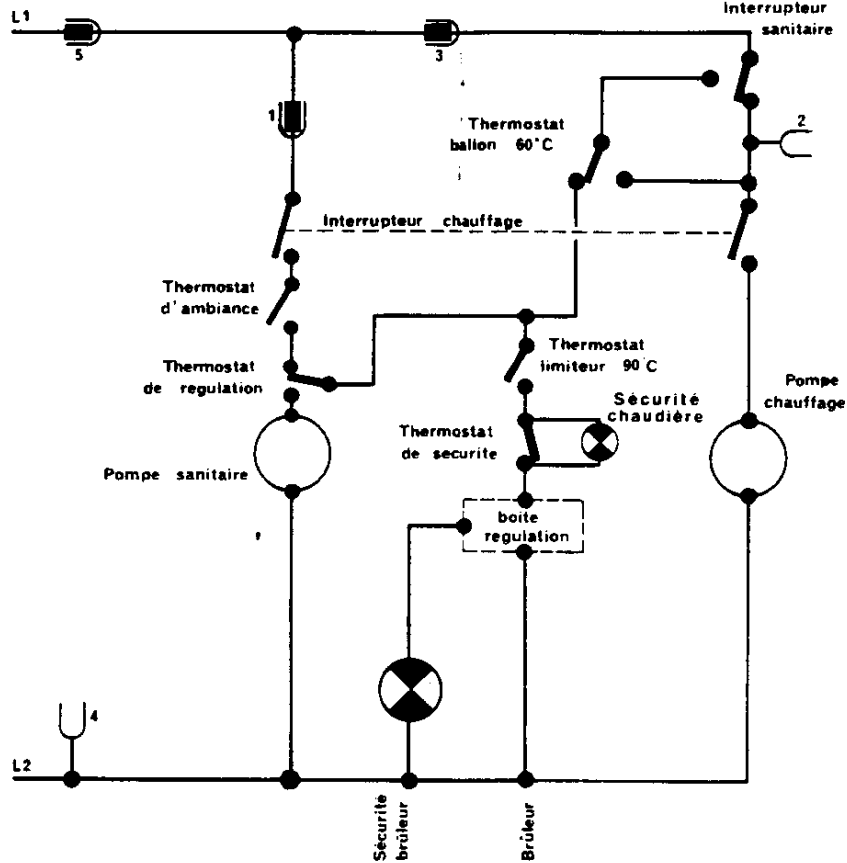 L1
5
3
Interrupteur
sanitaire
1
2
Thermostat
ballon 60°C
Interrupteur chauffage
Thermostat
d'ambiance
Thermostat
limiteur 90°C
Thermostat
de regulation
Sécurité
chaudière
Pompe
chauffage
Thermostat
de securite
Pompe sanitaire
boite
regulation
4
L2
Sécurité
brûleur
Brûleur